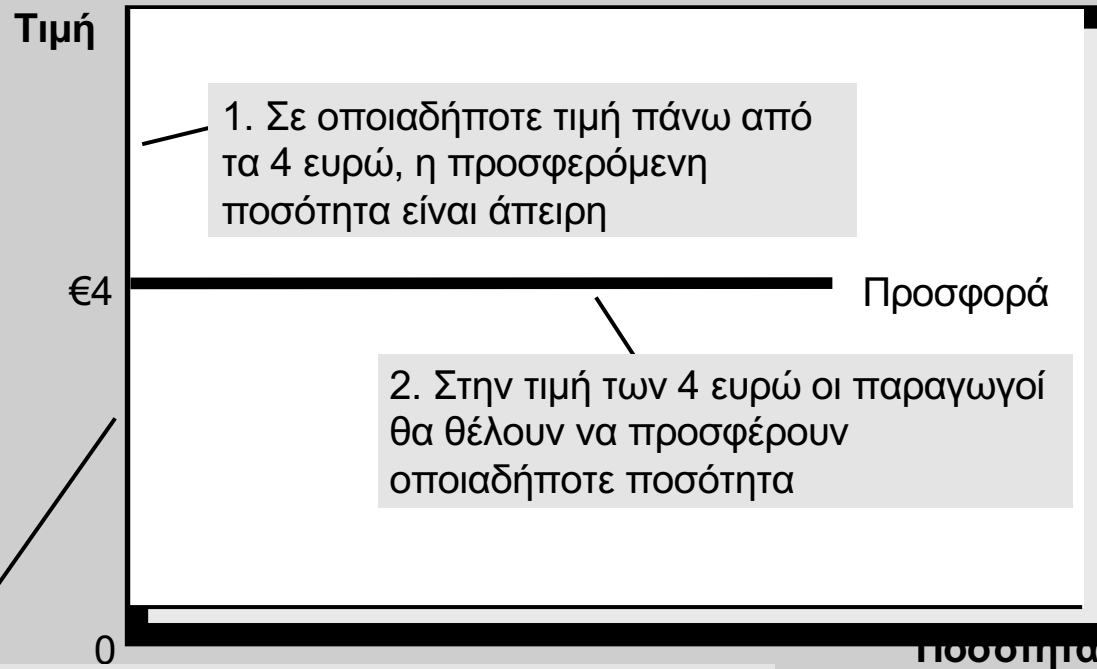 Τιμή
1. Σε οποιαδήποτε τιμή πάνω από
τα 4 ευρώ, η προσφερόμενη
ποσότητα είναι άπειρη
€4
Προσφορά
2. Στην τιμή των 4 ευρώ οι παραγωγοί
θα θέλουν να προσφέρουν
οποιαδήποτε ποσότητα
0
Ποσότητα